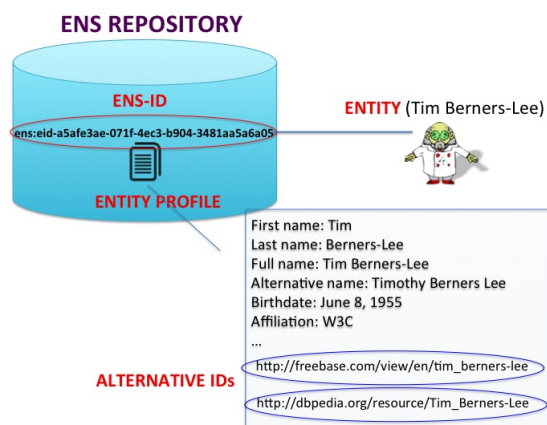 ENS REPOSITORY
ENS-ID
ens:eid-a5afe3ae-071f-4ec3-b904-3481aa5a6a05
ENTITY (Tim Berners-Lee)
ENTITY PROFILE
First name: Tim
Last name: Berners-Lee
Full name: Tim Berners-Lee
Alternative name: Timothy Berners Lee
Birthdate: June 8, 1955
Affiliation: W3C
...
http://freebase.com/view/en/tim_berners-lee
ALTERNATIVE IDs
http://dbpedia.org/resource/Tim_Berners-Lee